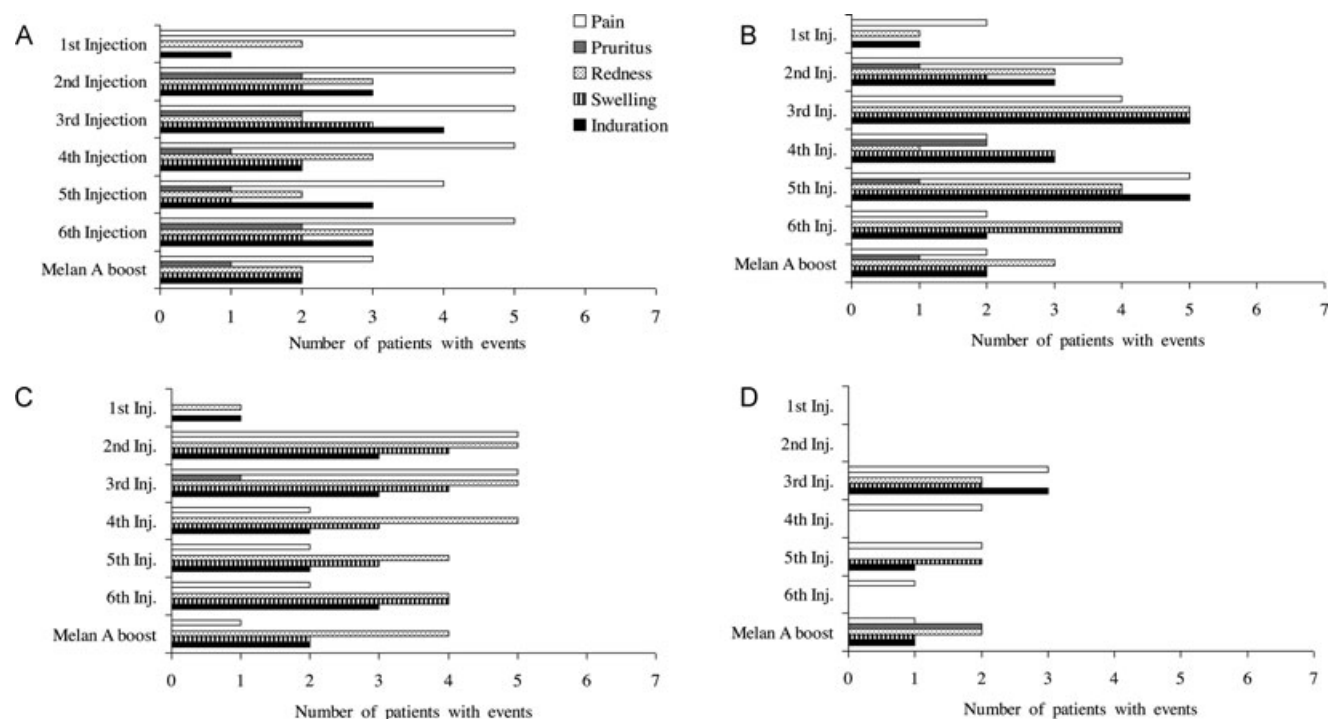 A
1st Injection
2nd Injection
3rd Injection
4th Injection
5th Injection
6th Injection
Melan A boost
0 1 2 3 4 5 6 7
Number of patients with events
Pain
Pruritus
Redness
Swelling
Induration
B
1st Inj.
2nd Inj.
3rd Inj.
4th Inj.
5th Inj.
6th Inj.
Melan A boost
0 1 2 3 4 5 6 7
Number of patients with events
C
1st Inj.
2nd Inj.
3rd Inj.
4th Inj.
5th Inj.
6th Inj.
Melan A boost
0 1 2 3 4 5 6 7
Number of patients with events
D
1st Inj.
2nd Inj.
3rd Inj.
4th Inj.
5th Inj.
6th Inj.
Melan A boost
0 1 2 3 4 5 6 7
Number of patients with events